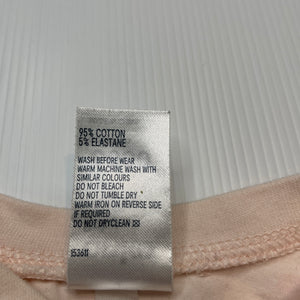 95% COTTON
5% ELASTANE
WASH BEFORE WEAR
WARM MACHINE WASH WITH
SIMILAR COLOURS
DO NOT BLEACH
DO NOT TUMBLE DRY
WARM IRON ON REVERSE SIDE
IF REQUIRED
DO NOT DRYCLEAN
153611